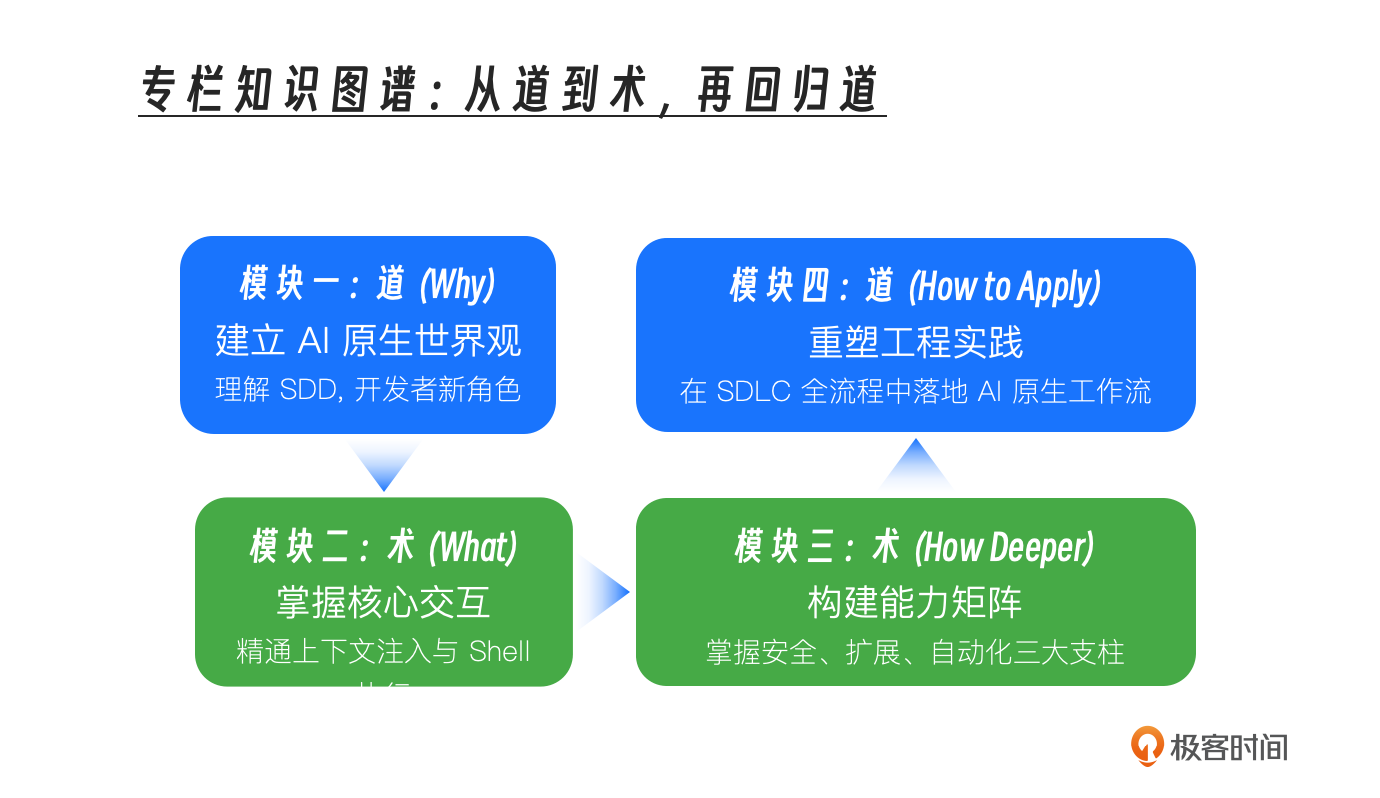 专栏知识图谱：从道到术，再回归道
模块一：道 (Why)
建立 AI 原生世界观
理解 SDD, 开发者新角色
模块四：道 (How to Apply)
重塑工程实践
在 SDLC 全流程中落地 AI 原生工作流
模块二：术 (What)
掌握核心交互
精通上下文注入与 Shell
模块三：术 (How Deeper)
构建能力矩阵
掌握安全、扩展、自动化三大支柱
极客时间